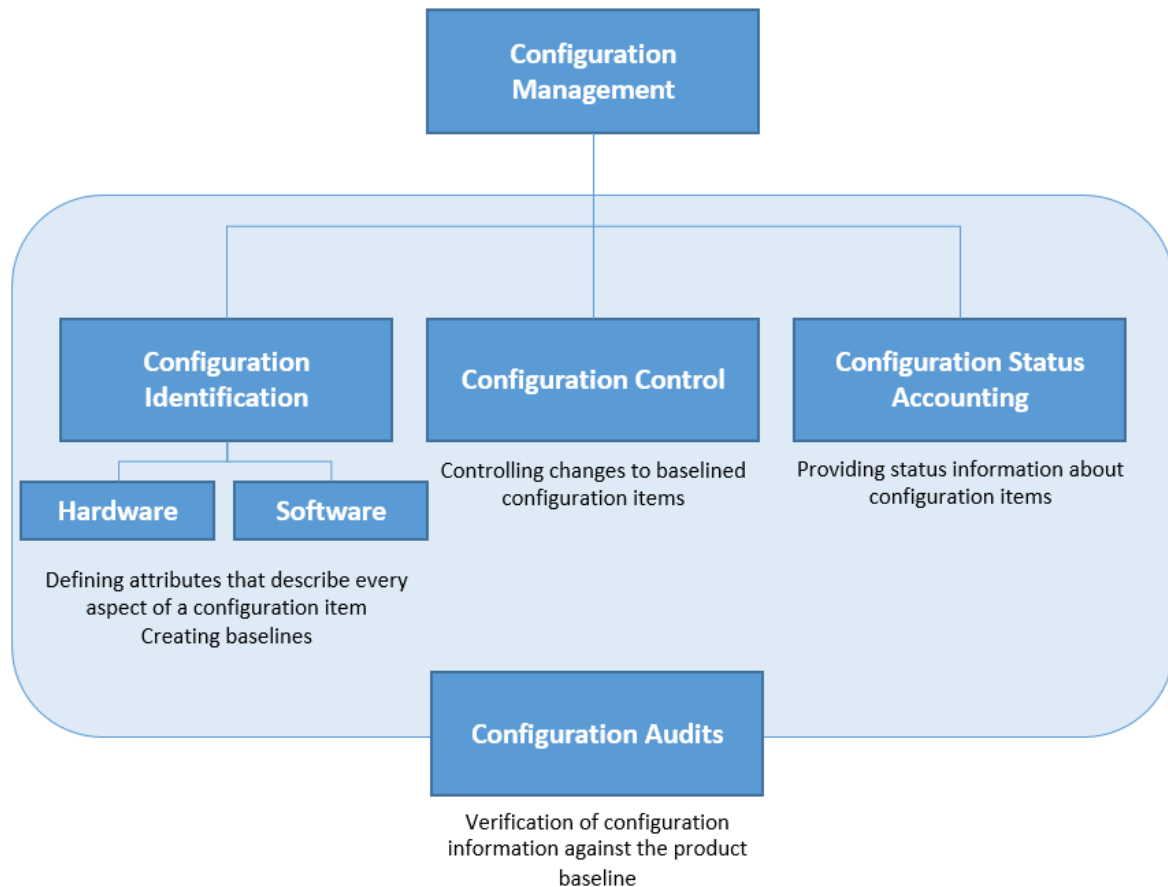 Configuration
Management
Configuration
Identification
Configuration Control
Configuration Status
Accounting
Controlling changes to baselined
configuration items
Providing status information about
configuration items
Hardware
Software
Defining attributes that describe every
aspect of a configuration item
Creating baselines
Configuration Audits
Verification of configuration
information against the product
baseline